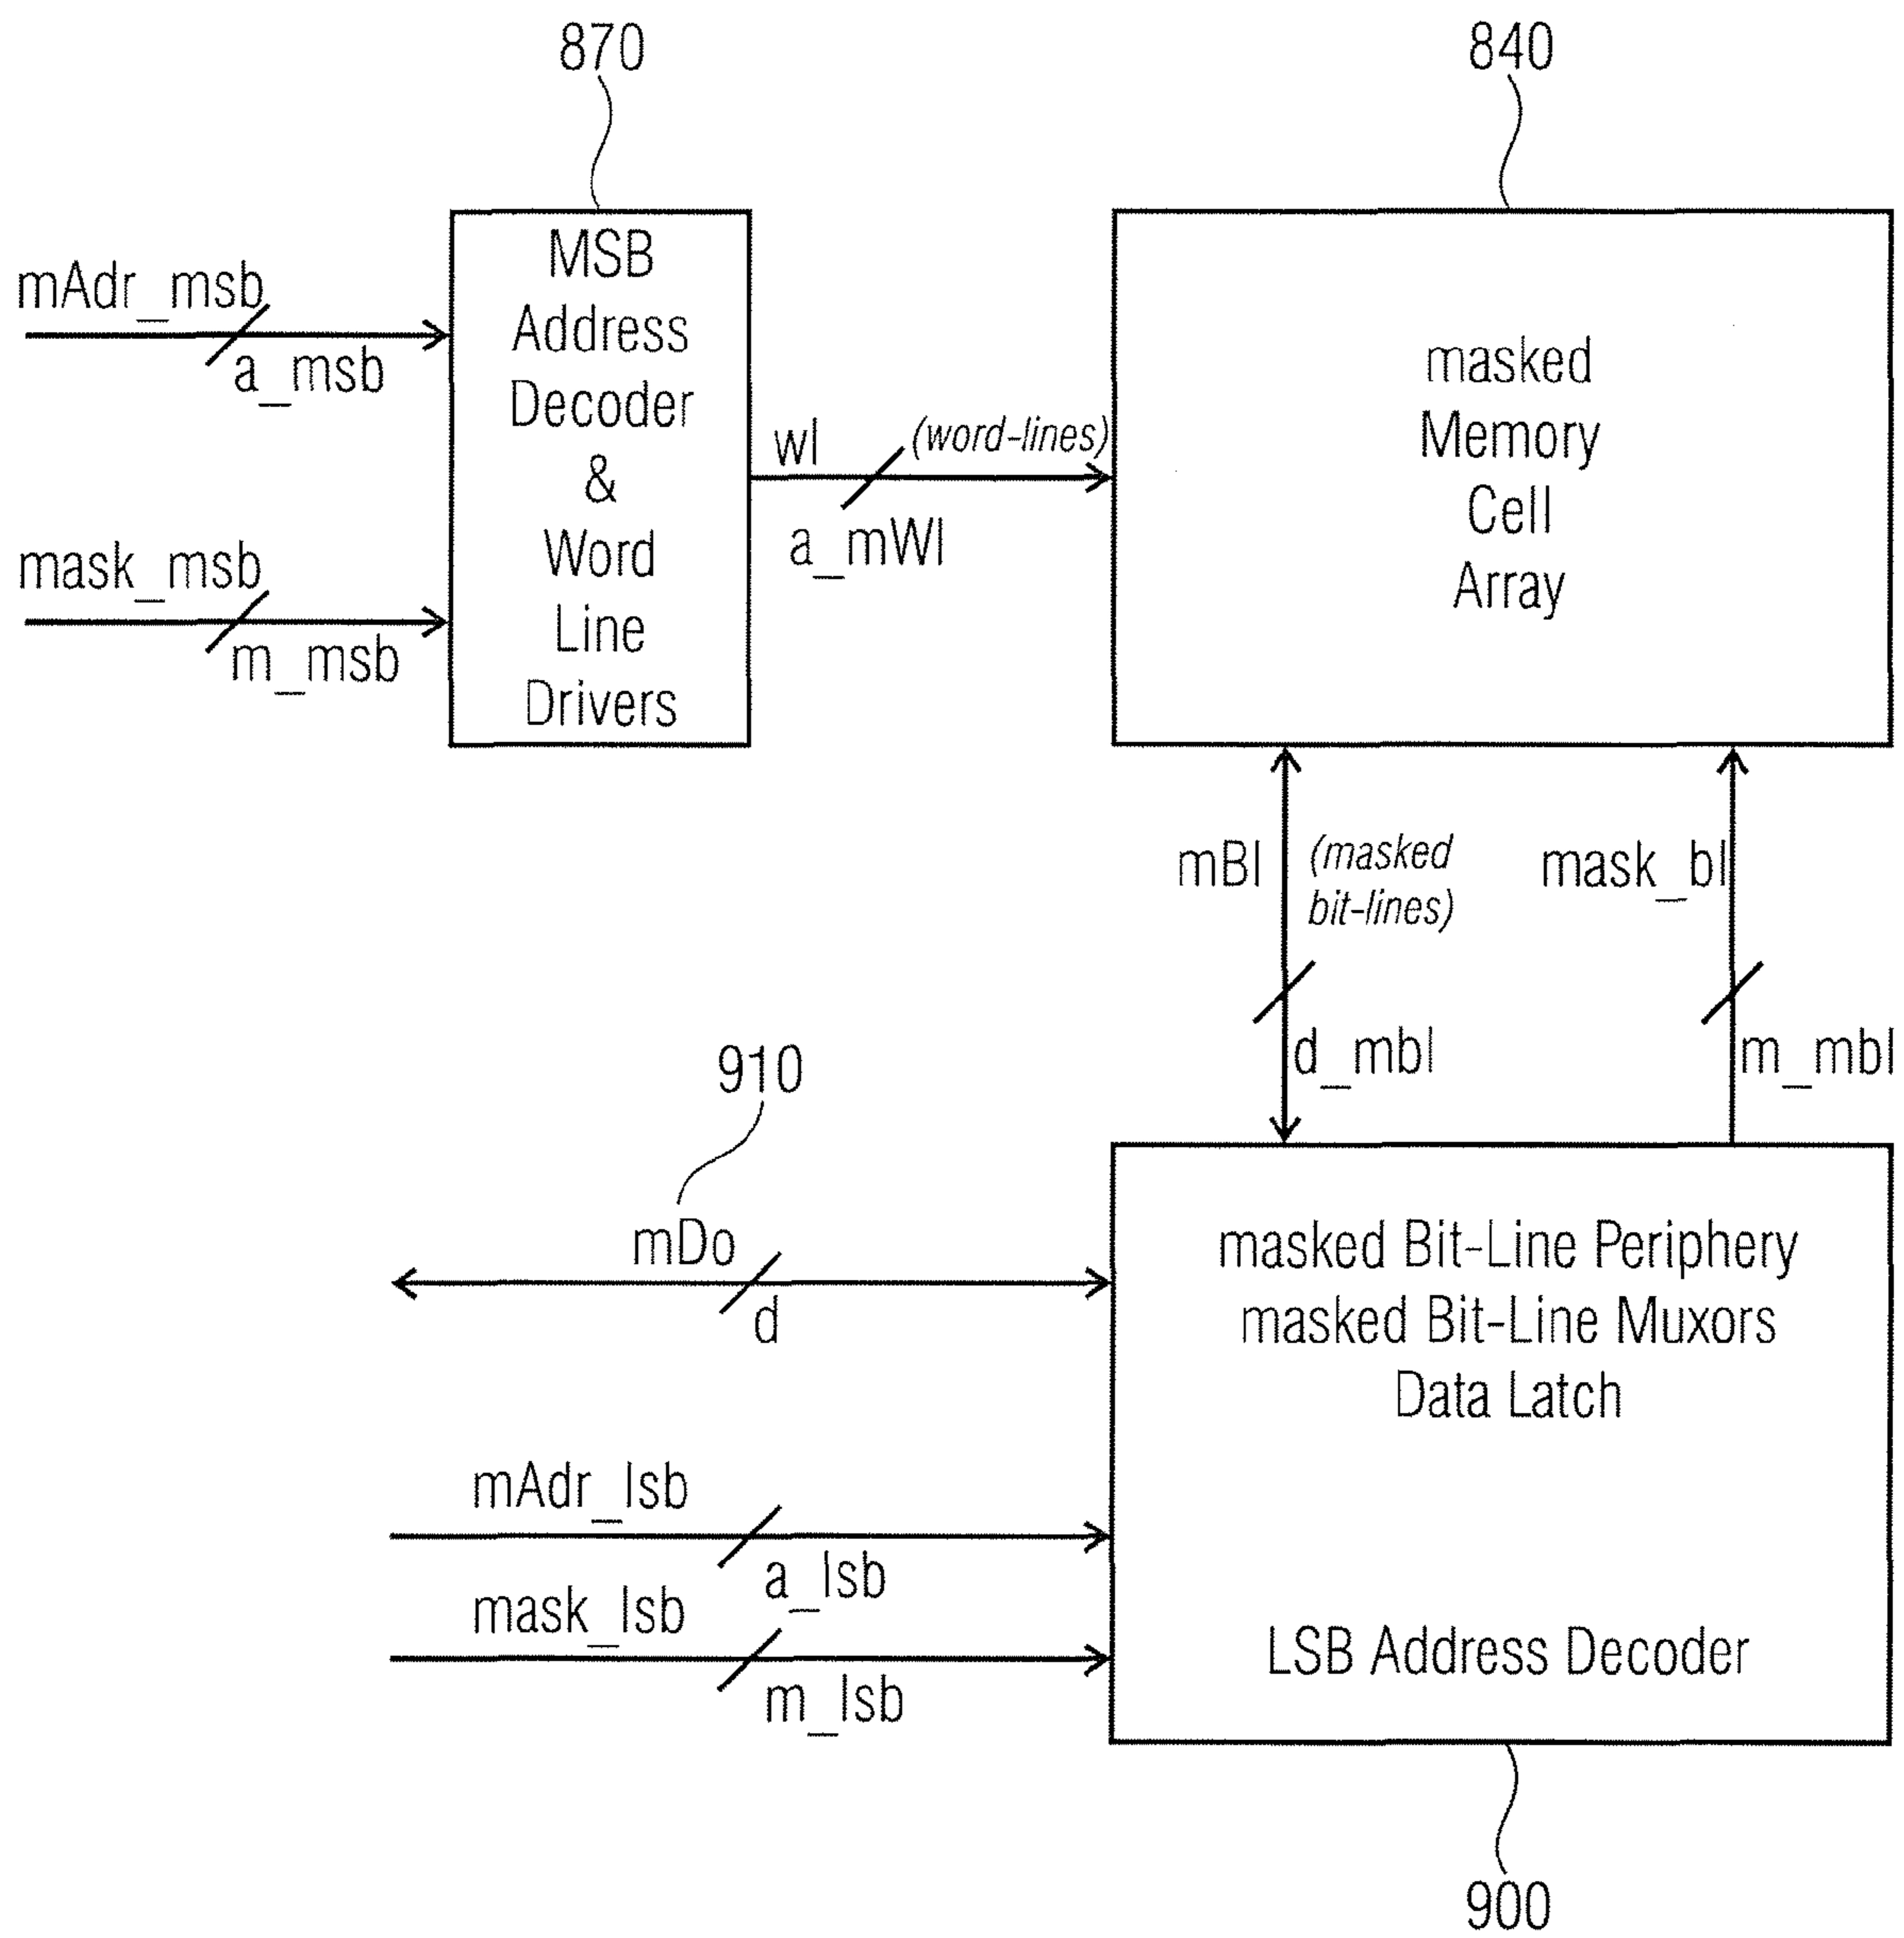 870
840
MSB
Address
Decoder
&
Word
Line
Drivers
mAdr_msb
a_msb
mask_msb
m_msb
wl
(word-lines)
a_mWl
masked
Memory
Cell
Array
mBl
(masked
bit-lines)
mask_bl
d_mbl
m_mbl
910
mDo
d
mAdr_lsb
a_lsb
mask_lsb
m_lsb
masked Bit-Line Periphery
masked Bit-Line Muxors
Data Latch
LSB Address Decoder
900